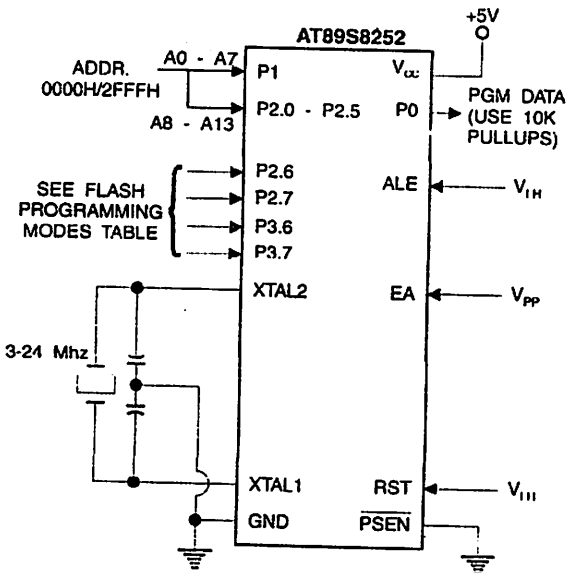 +5V
AT89S8252
A0 - A7
ADDR.
0000H/2FFFH
A8 - A13
P1
P2.0 - P2.5
Vcc
P0
PGM DATA
(USE 10K
PULLUPS)
SEE FLASH
PROGRAMMING
MODES TABLE
P2.6
P2.7
P3.6
P3.7
ALE
VIH
XTAL2
EA
VPP
3-24 Mhz
XTAL1
RST
VIH
GND
PSEN